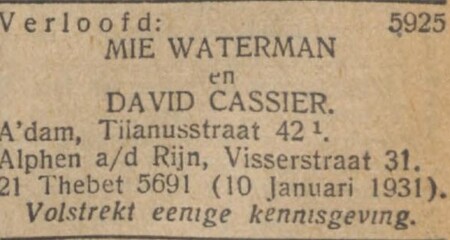 Verloofd: 5925
MIE WATERMAN
en
DAVID CASSIER.
A'dam, Tilanusstraat 42 ¹.
Alphen a/d Rijn, Visserstraat 31.
21 Thebet 5691 (10 Januari 1931).
Volstrekt eenige kennisgeving.